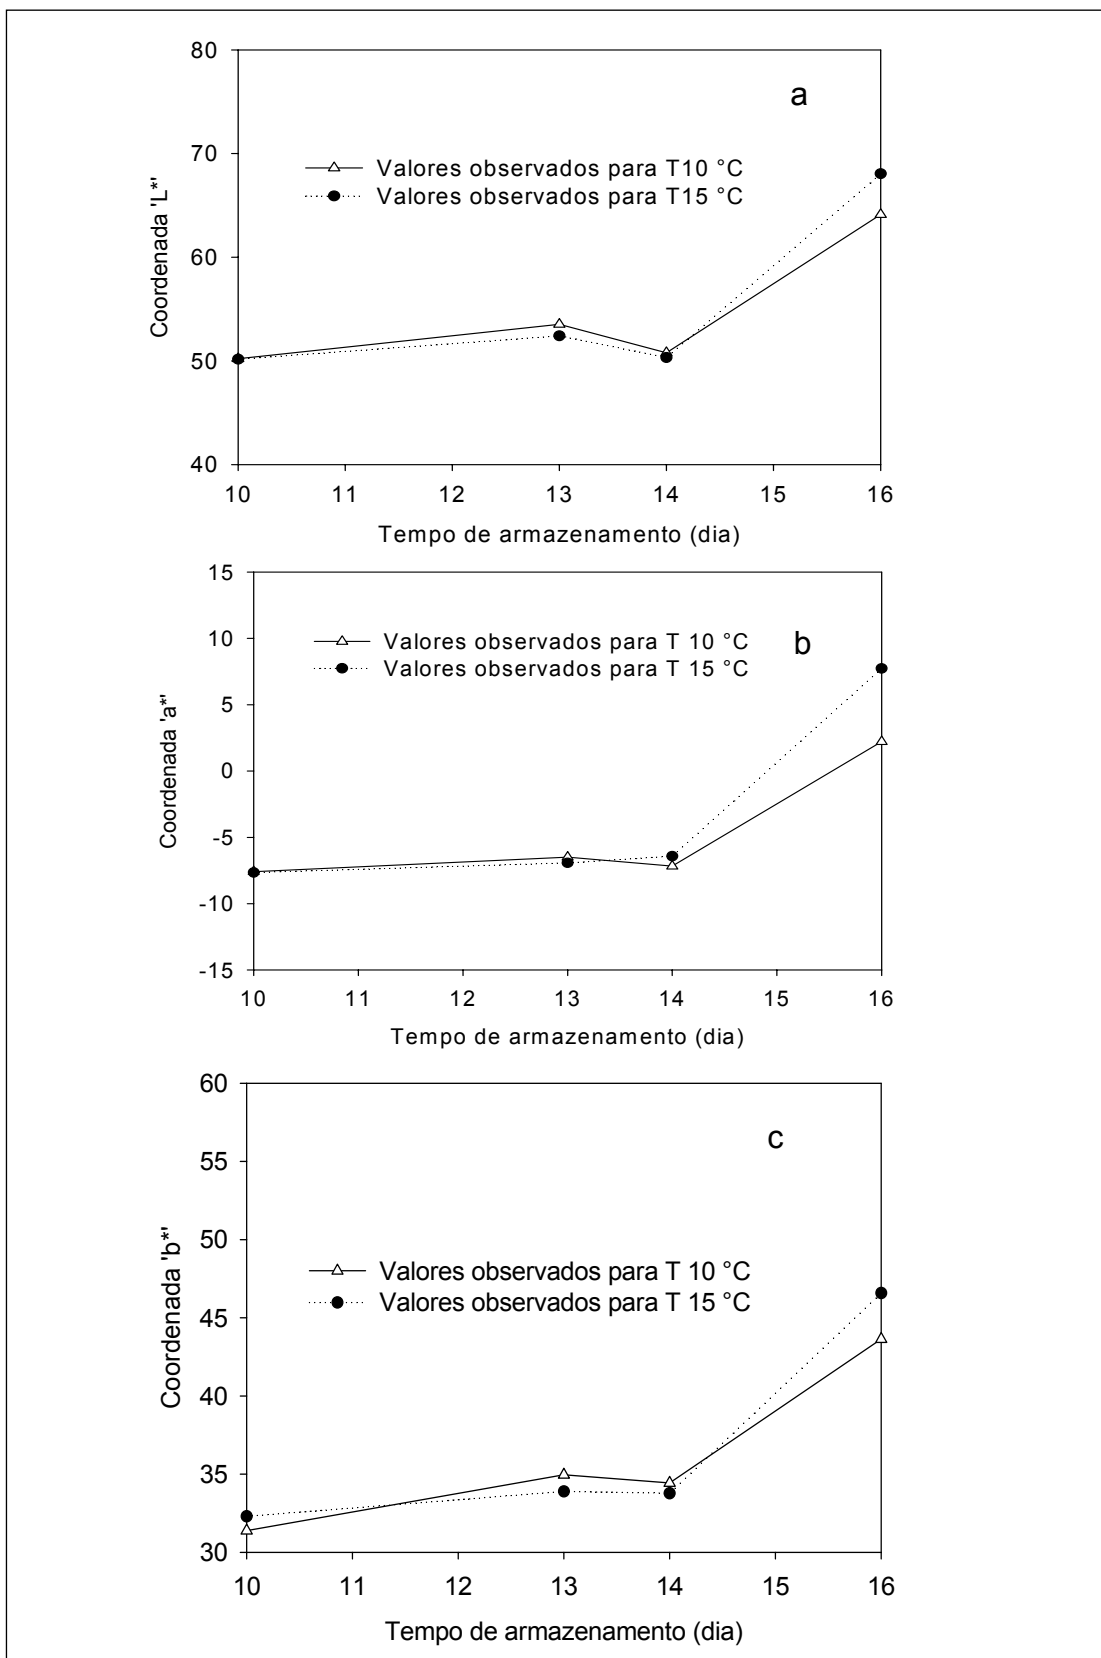 80
a
70
Valores observados para T10 °C
Valores observados para T15 °C
60
50
40
Coordenada 'L*'
10 11 12 13 14 15 16
Tempo de armazenamento (dia)
15
10
Valores observados para T 10 °C
b
Valores observados para T 15 °C
5
0
-5
-10
-15
Coordenada 'a*'
10 11 12 13 14 15 16
Tempo de armazenamento (dia)
60
c
55
50
Valores observados para T 10 °C
Valores observados para T 15 °C
45
40
35
30
Coordenada 'b*'
10 11 12 13 14 15 16
Tempo de armazenamento (dia)